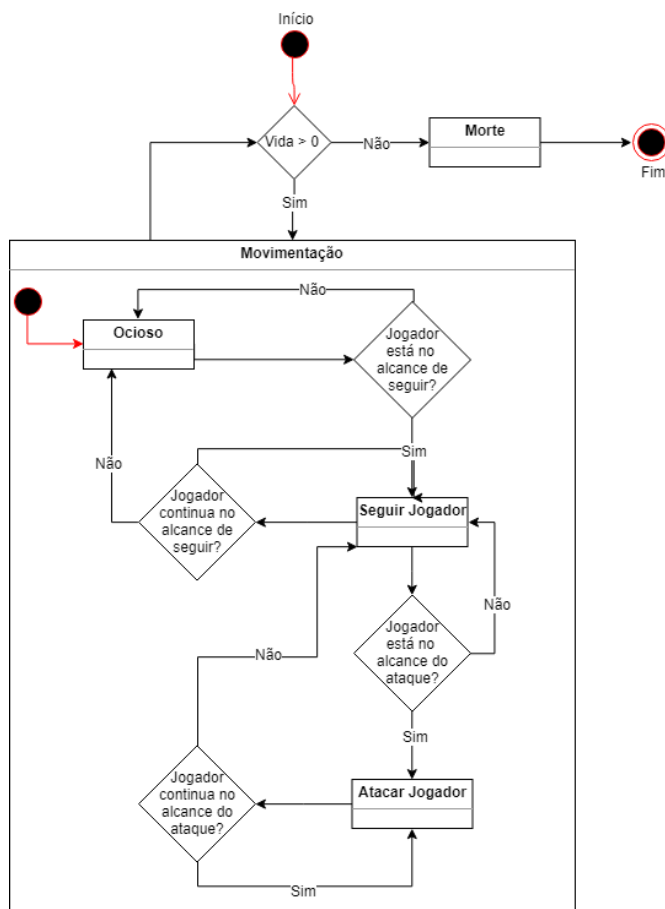 Início
Vida > 0
Não
Morte
Fim
Sim
Movimentação
Não
Ocioso
Jogador
está no
alcance de
seguir?
Sim
Não
Jogador
continua no
alcance de
seguir?
Seguir Jogador
Não
Jogador
está no
alcance do
ataque?
Não
Sim
Jogador
continua no
alcance do
ataque?
Atacar Jogador
Sim